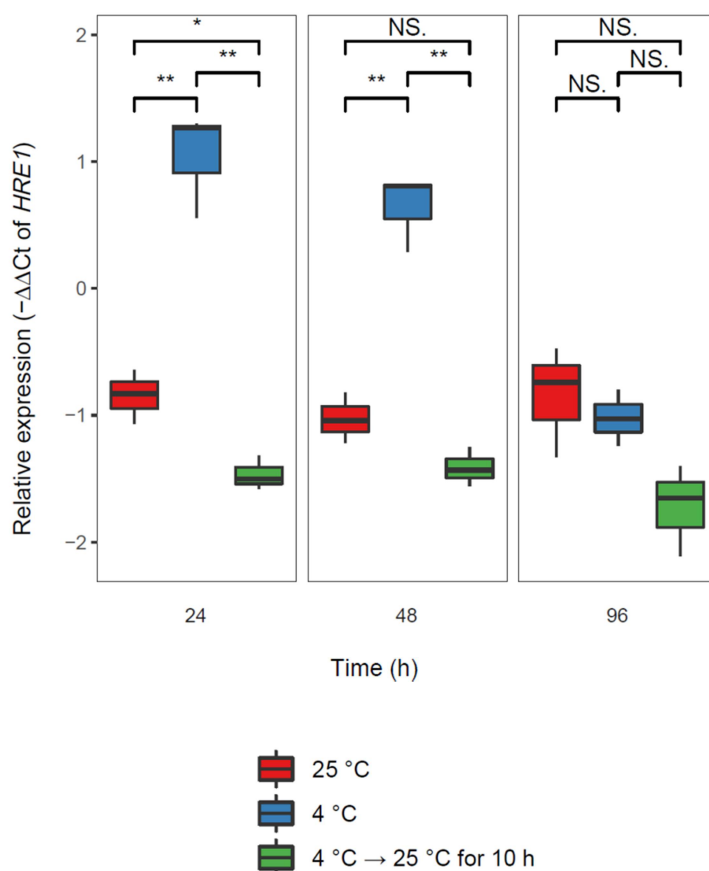 Relative expression (−ΔΔCt of HRE1)
2
1
0
−1
−2
*
**
**
NS.
**
**
NS.
NS.
NS.
24
48
96
Time (h)
25 °C
4 °C
4 °C → 25 °C for 10 h